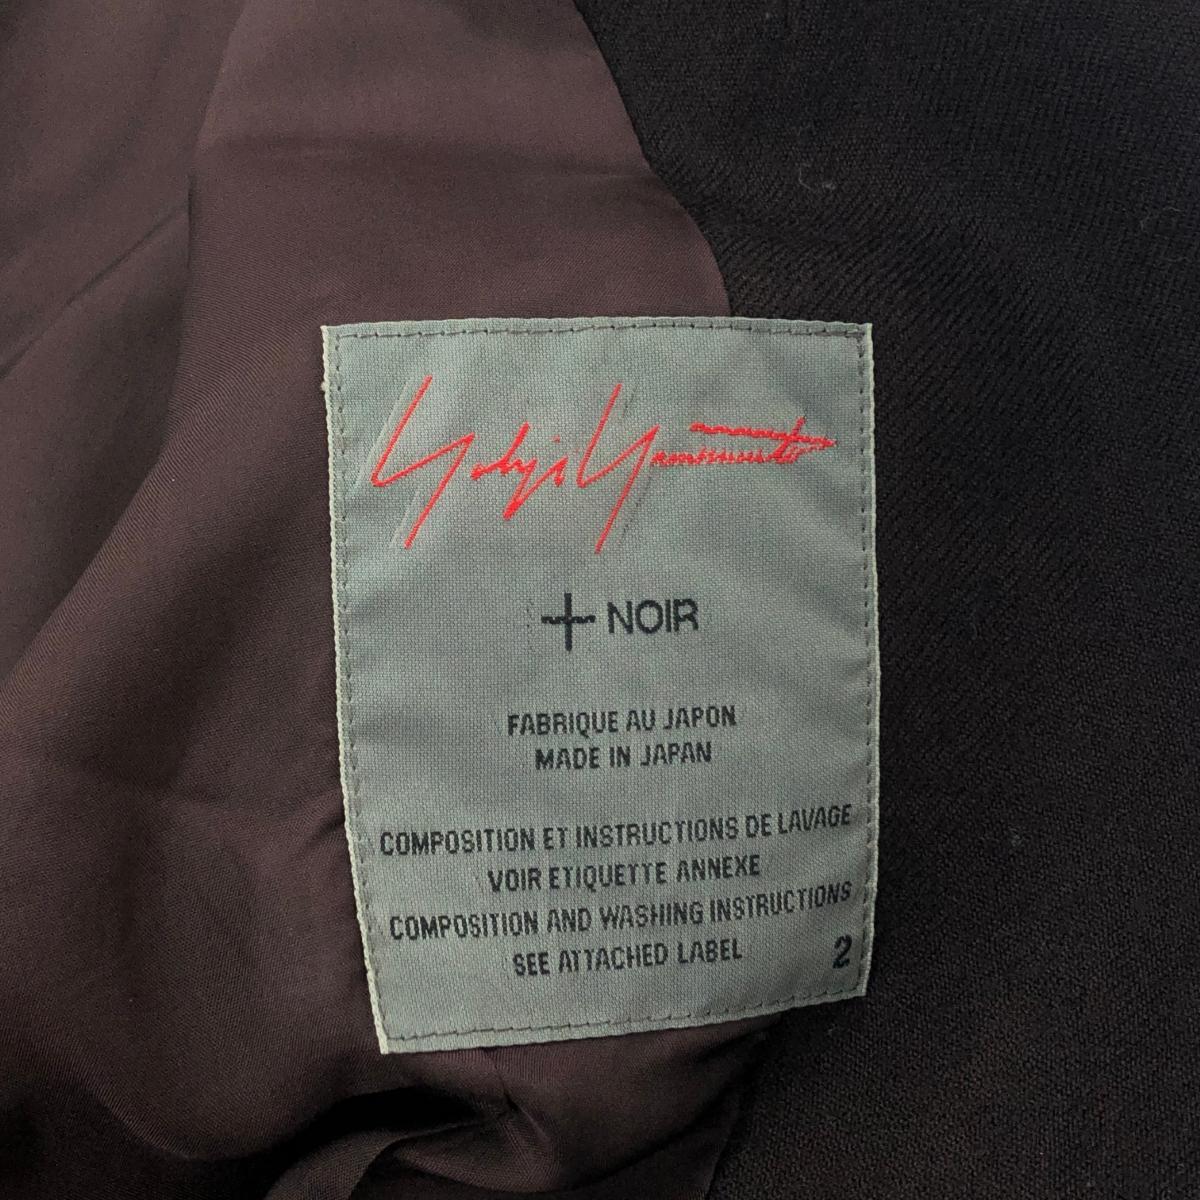 Yohji Yamamoto
+ NOIR
FABRIQUE AU JAPON
MADE IN JAPAN
COMPOSITION ET INSTRUCTIONS DE LAVAGE
VOIR ETIQUETTE ANNEXE
COMPOSITION AND WASHING INSTRUCTIONS
SEE ATTACHED LABEL 2